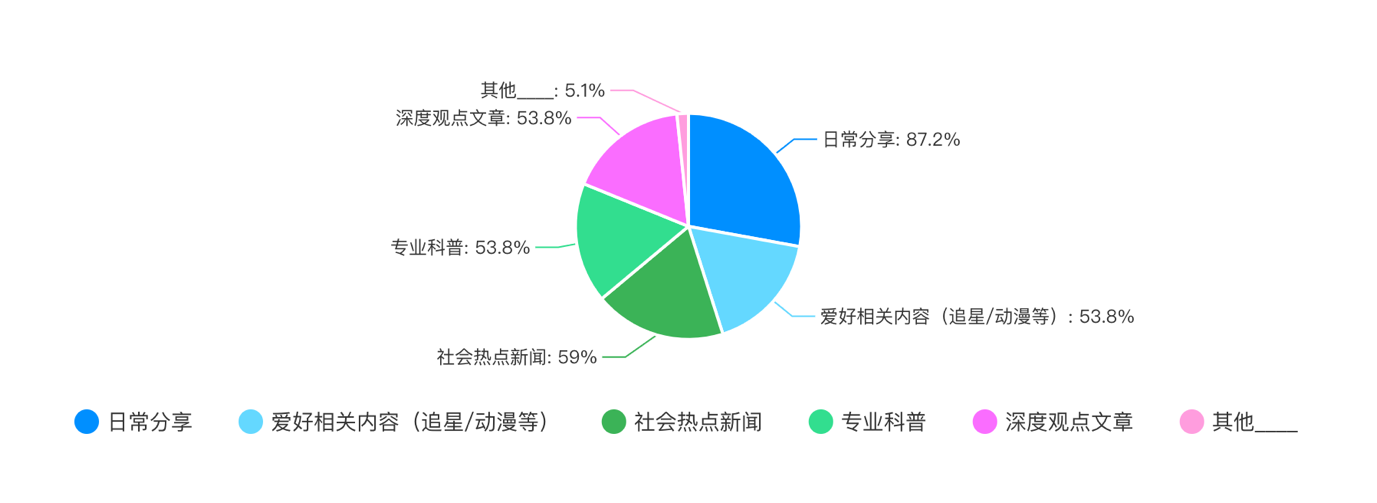 其他____: 5.1%
深度观点文章: 53.8%
日常分享: 87.2%
专业科普: 53.8%
爱好相关内容（追星/动漫等）: 53.8%
社会热点新闻: 59%
日常分享 爱好相关内容（追星/动漫等） 社会热点新闻 专业科普 深度观点文章 其他____